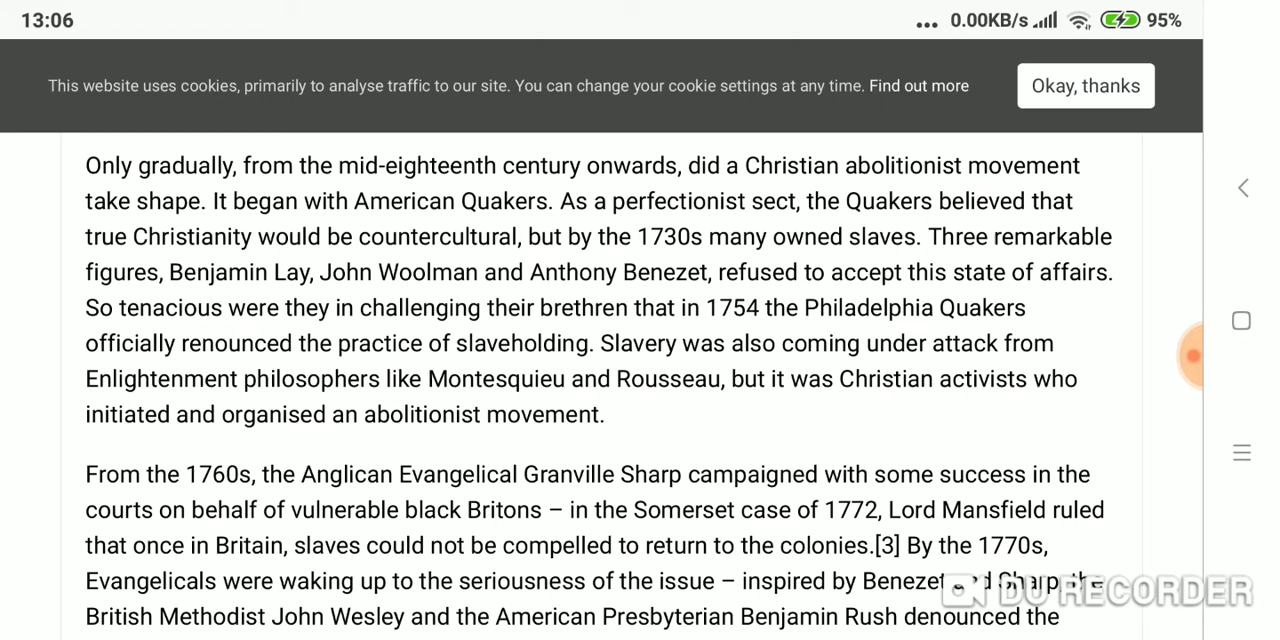 13:06 ... 0.00KB/s 95%
This website uses cookies, primarily to analyse traffic to our site. You can change your cookie settings at any time. Find out more Okay, thanks
Only gradually, from the mid-eighteenth century onwards, did a Christian abolitionist movement
take shape. It began with American Quakers. As a perfectionist sect, the Quakers believed that
true Christianity would be countercultural, but by the 1730s many owned slaves. Three remarkable
figures, Benjamin Lay, John Woolman and Anthony Benezet, refused to accept this state of affairs.
So tenacious were they in challenging their brethren that in 1754 the Philadelphia Quakers
officially renounced the practice of slaveholding. Slavery was also coming under attack from
Enlightenment philosophers like Montesquieu and Rousseau, but it was Christian activists who
initiated and organised an abolitionist movement.
From the 1760s, the Anglican Evangelical Granville Sharp campaigned with some success in the
courts on behalf of vulnerable black Britons – in the Somerset case of 1772, Lord Mansfield ruled
that once in Britain, slaves could not be compelled to return to the colonies.[3] By the 1770s,
Evangelicals were waking up to the seriousness of the issue – inspired by Benezet and Sharp, the
British Methodist John Wesley and the American Presbyterian Benjamin Rush denounced the
DU RECORDER